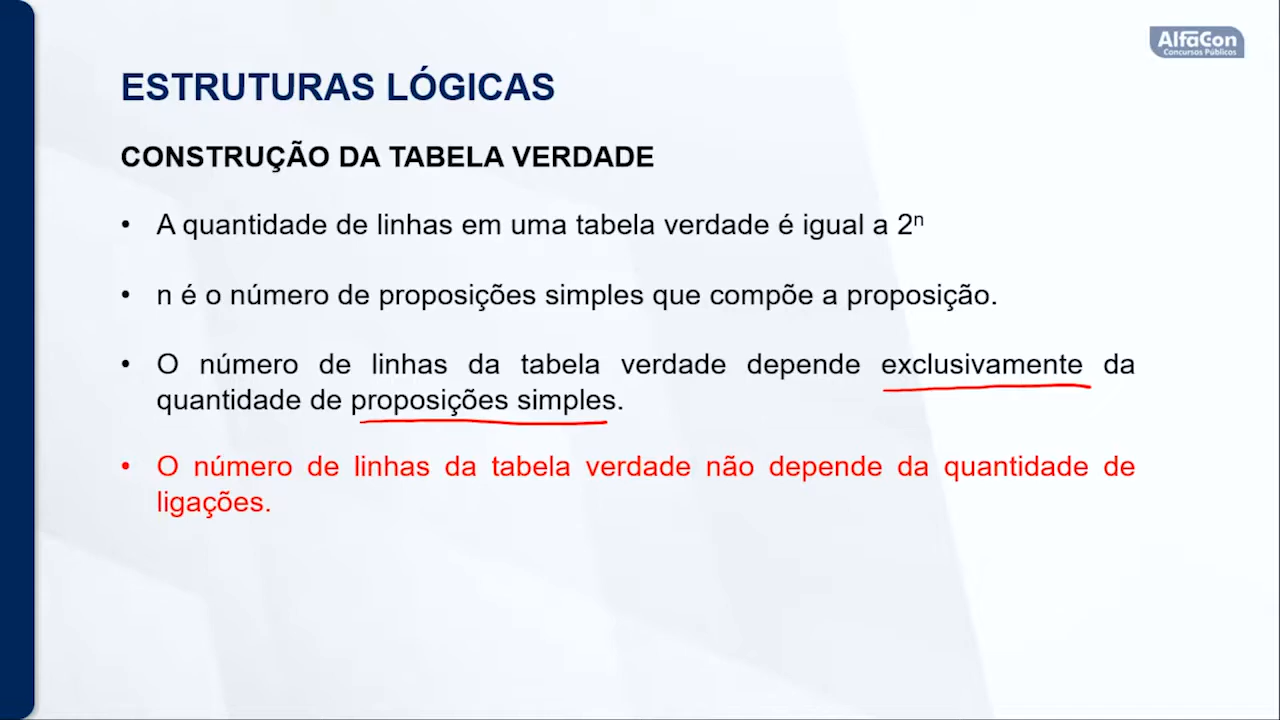 AlfaCon
Concursos Públicos
ESTRUTURAS LÓGICAS
CONSTRUÇÃO DA TABELA VERDADE
• A quantidade de linhas em uma tabela verdade é igual a 2ⁿ
• n é o número de proposições simples que compõe a proposição.
• O número de linhas da tabela verdade depende exclusivamente da
quantidade de proposições simples.
• O número de linhas da tabela verdade não depende da quantidade de
ligações.